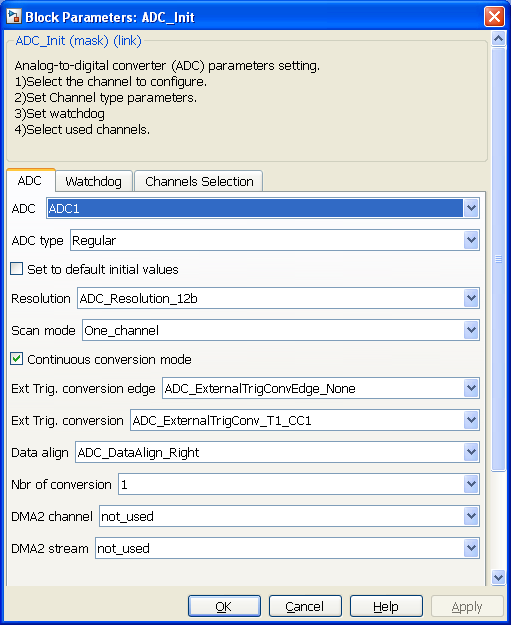 Block Parameters: ADC_Init
ADC_Init (mask) (link)
Analog-to-digital converter (ADC) parameters setting.
1)Select the channel to configure.
2)Set Channel type parameters.
3)Set watchdog
4)Select used channels.
ADC Watchdog Channels Selection
ADC ADC1
ADC type Regular
Set to default initial values
Resolution ADC_Resolution_12b
Scan mode One_channel
Continuous conversion mode
Ext Trig. conversion edge ADC_ExternalTrigConvEdge_None
Ext Trig. conversion ADC_ExternalTrigConv_T1_CC1
Data align ADC_DataAlign_Right
Nbr of conversion 1
DMA2 channel not_used
DMA2 stream not_used
OK Cancel Help Apply